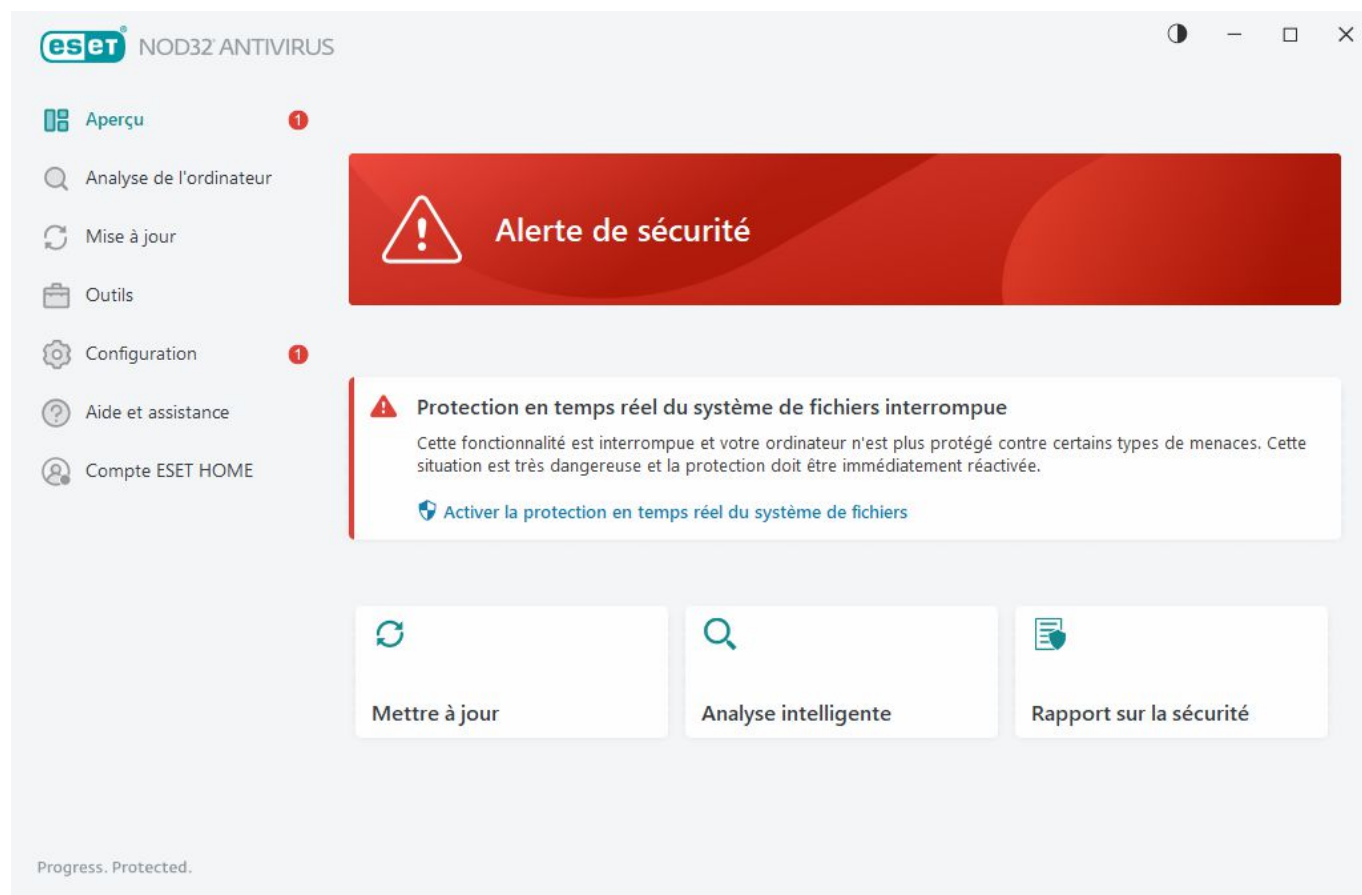 eset® NOD32® ANTIVIRUS
Aperçu 1
Analyse de l'ordinateur
Mise à jour
Outils
Configuration 1
Aide et assistance
Compte ESET HOME
Alerte de sécurité
Protection en temps réel du système de fichiers interrompue
Cette fonctionnalité est interrompue et votre ordinateur n'est plus protégé contre certains types de menaces. Cette
situation est très dangereuse et la protection doit être immédiatement réactivée.
Activer la protection en temps réel du système de fichiers
Mettre à jour
Analyse intelligente
Rapport sur la sécurité
Progress. Protected.